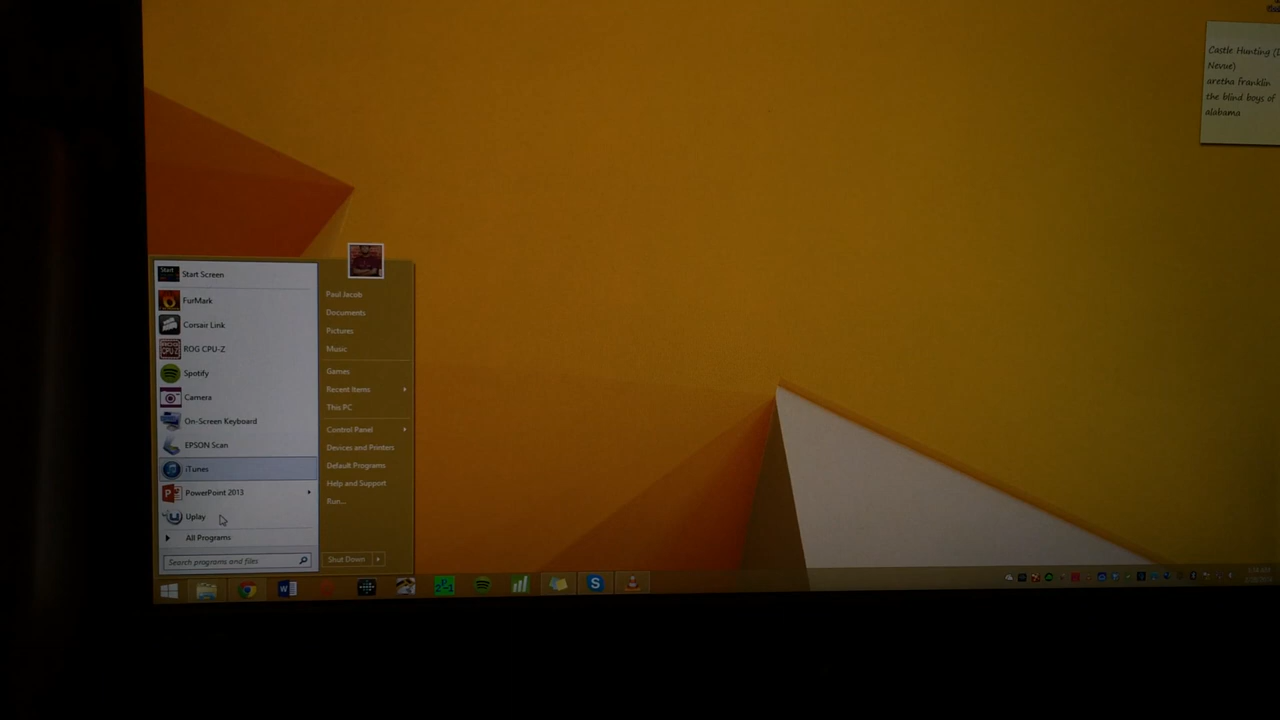 Castle Hunting (
Nevue)
aretha franklin
the blind boys of
alabama
Start
Start Screen
FurMark
Corsair Link
ROG CPU-Z
Spotify
Camera
On-Screen Keyboard
EPSON Scan
iTunes
PowerPoint 2013
Uplay
All Programs
Search programs and files
Paul Jacob
Documents
Pictures
Music
Games
Recent Items
This PC
Control Panel
Devices and Printers
Default Programs
Help and Support
Run...
Shut Down